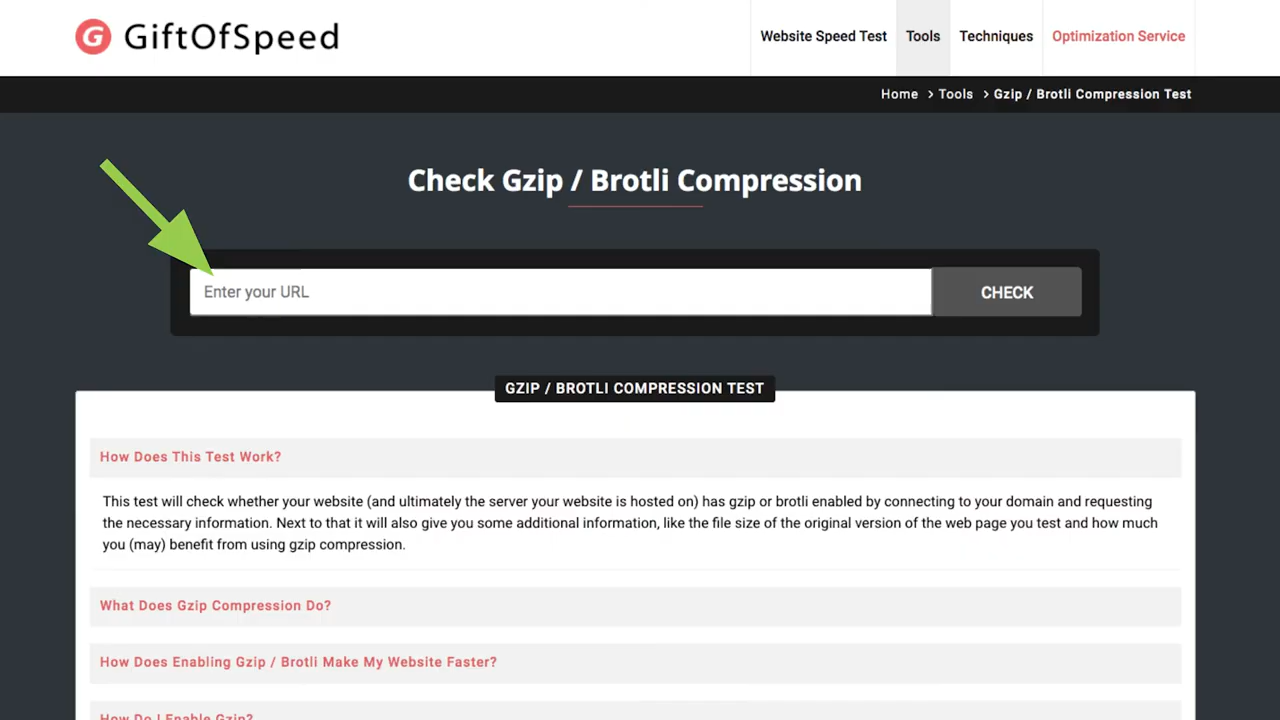 G GiftOfSpeed
Website Speed Test Tools Techniques Optimization Service
Home > Tools > Gzip / Brotli Compression Test
Check Gzip / Brotli Compression
Enter your URL CHECK
GZIP / BROTLI COMPRESSION TEST
How Does This Test Work?
This test will check whether your website (and ultimately the server your website is hosted on) has gzip or brotli enabled by connecting to your domain and requesting
the necessary information. Next to that it will also give you some additional information, like the file size of the original version of the web page you test and how much
you (may) benefit from using gzip compression.
What Does Gzip Compression Do?
How Does Enabling Gzip / Brotli Make My Website Faster?
How Do I Enable Gzip?